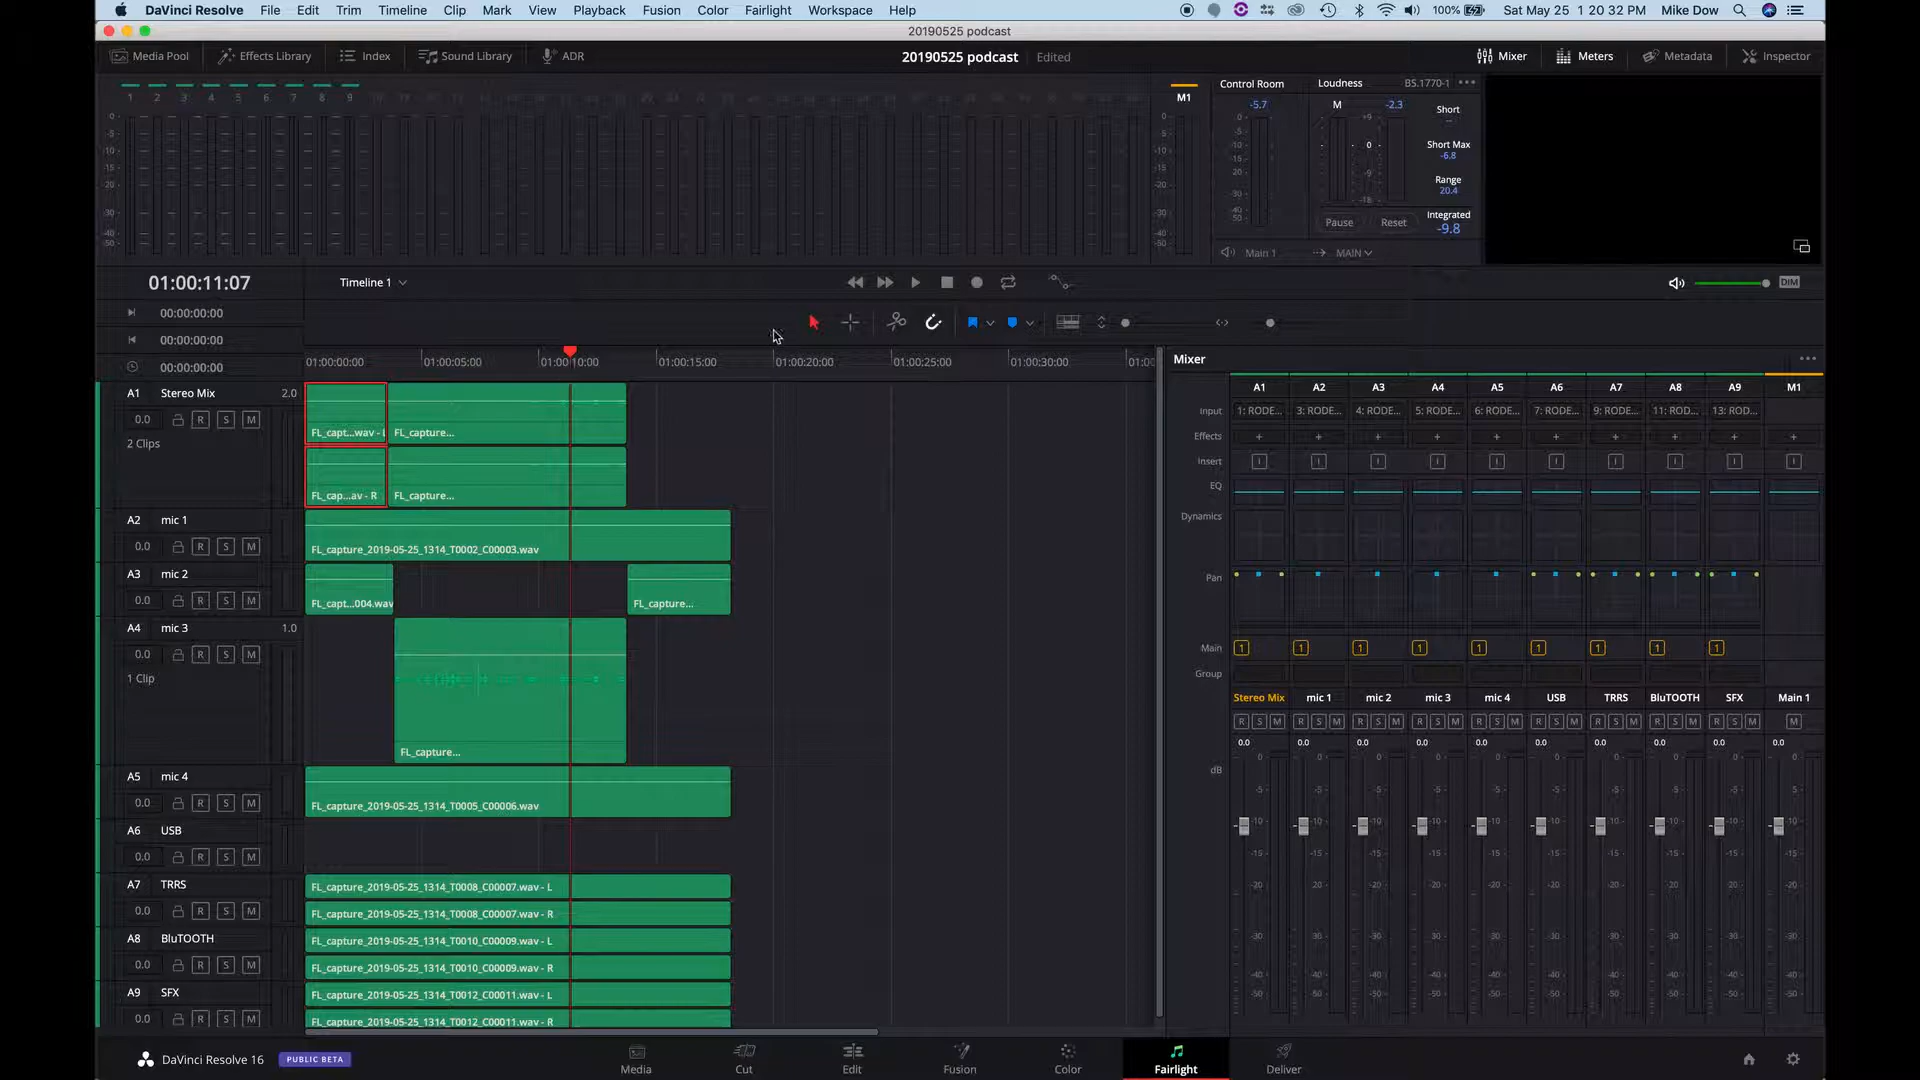 DaVinci Resolve File Edit Trim Timeline Clip Mark View Playback Fusion Color Fairlight Workspace Help 100% Sat May 25 1 20 32 PM Mike Dow
20190525 podcast
Media Pool Effects Library Index Sound Library ADR 20190525 podcast Edited Mixer Meters Metadata Inspector
1 2 3 4 5 6 7 8 9 M1
Control Room Loudness BS.1770-1
-5.7 M -2.3 Short
Short Max
-6.8
Range
20.4
Pause Reset Integrated
-9.8
Main 1 MAIN
01:00:11:07 Timeline 1 DIM
00:00:00:00
00:00:00:00
00:00:00:00
01:00:00:00 01:00:05:00 01:00:10:00 01:00:15:00 01:00:20:00 01:00:25:00 01:00:30:00
A1 Stereo Mix 2.0
0.0 R S M
2 Clips
FL_capt...wav - L FL_capture...
FL_cap...av - R FL_capture...
A2 mic 1
0.0 R S M
FL_capture_2019-05-25_1314_T0002_C00003.wav
A3 mic 2
0.0 R S M
FL_capt...004.wav FL_capture...
A4 mic 3 1.0
0.0 R S M
1 Clip
FL_capture...
A5 mic 4
0.0 R S M
FL_capture_2019-05-25_1314_T0005_C00006.wav
A6 USB
0.0 R S M
A7 TRRS
0.0 R S M
FL_capture_2019-05-25_1314_T0008_C00007.wav - L
FL_capture_2019-05-25_1314_T0008_C00007.wav - R
A8 BluTOOTH
0.0 R S M
FL_capture_2019-05-25_1314_T0010_C00009.wav - L
FL_capture_2019-05-25_1314_T0010_C00009.wav - R
A9 SFX
0.0 R S M
FL_capture_2019-05-25_1314_T0012_C00011.wav - L
FL_capture_2019-05-25_1314_T0012_C00011.wav - R
Mixer
A1 A2 A3 A4 A5 A6 A7 A8 A9 M1
Input 1: RODE... 3: RODE... 4: RODE... 5: RODE... 6: RODE... 7: RODE... 9: RODE... 11: ROD... 13: ROD...
Effects + + + + + + + + + +
Insert
EQ
Dynamics
Pan
Main 1 1 1 1 1 1 1 1 1
Group
Stereo Mix mic 1 mic 2 mic 3 mic 4 USB TRRS BluTOOTH SFX Main 1
R S M R S M R S M R S M R S M R S M R S M R S M R S M M
0.0 0.0 0.0 0.0 0.0 0.0 0.0 0.0 0.0 0.0
dB
DaVinci Resolve 16 PUBLIC BETA Media Cut Edit Fusion Color Fairlight Deliver